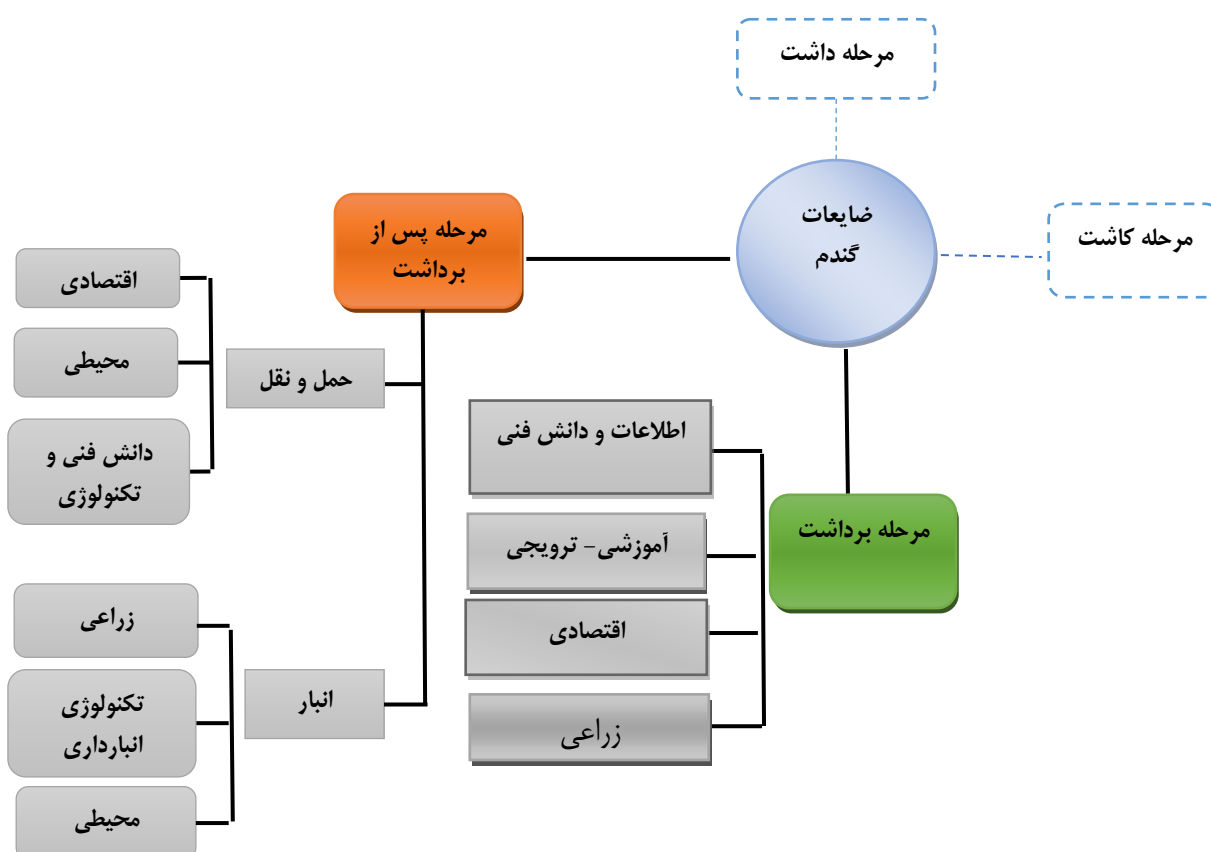 مرحله داشت
ضایعات
گندم
مرحله کاشت
مرحله پس از
برداشت
اقتصادی
محیطی
حمل و نقل
دانش فنی و
تکنولوژی
اطلاعات و دانش فنی
مرحله برداشت
آموزشی- ترویجی
اقتصادی
زراعی
زراعی
انبار
تکنولوژی
انبارداری
محیطی